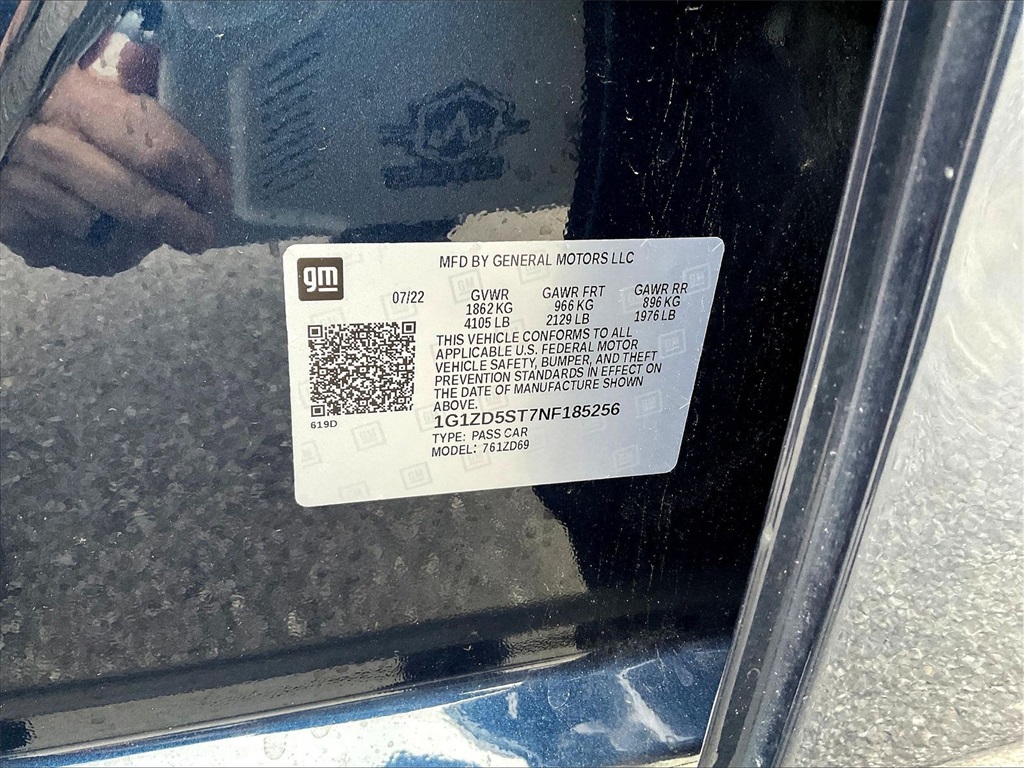 gm
MFD BY GENERAL MOTORS LLC
07/22
GVWR
1862 KG
4105 LB
GAWR FRT
966 KG
2129 LB
GAWR RR
896 KG
1976 LB
THIS VEHICLE CONFORMS TO ALL
APPLICABLE U.S. FEDERAL MOTOR
VEHICLE SAFETY, BUMPER, AND THEFT
PREVENTION STANDARDS IN EFFECT ON
THE DATE OF MANUFACTURE SHOWN
ABOVE.
619D
1G1ZD5ST7NF185256
TYPE: PASS CAR
MODEL: 761ZD69